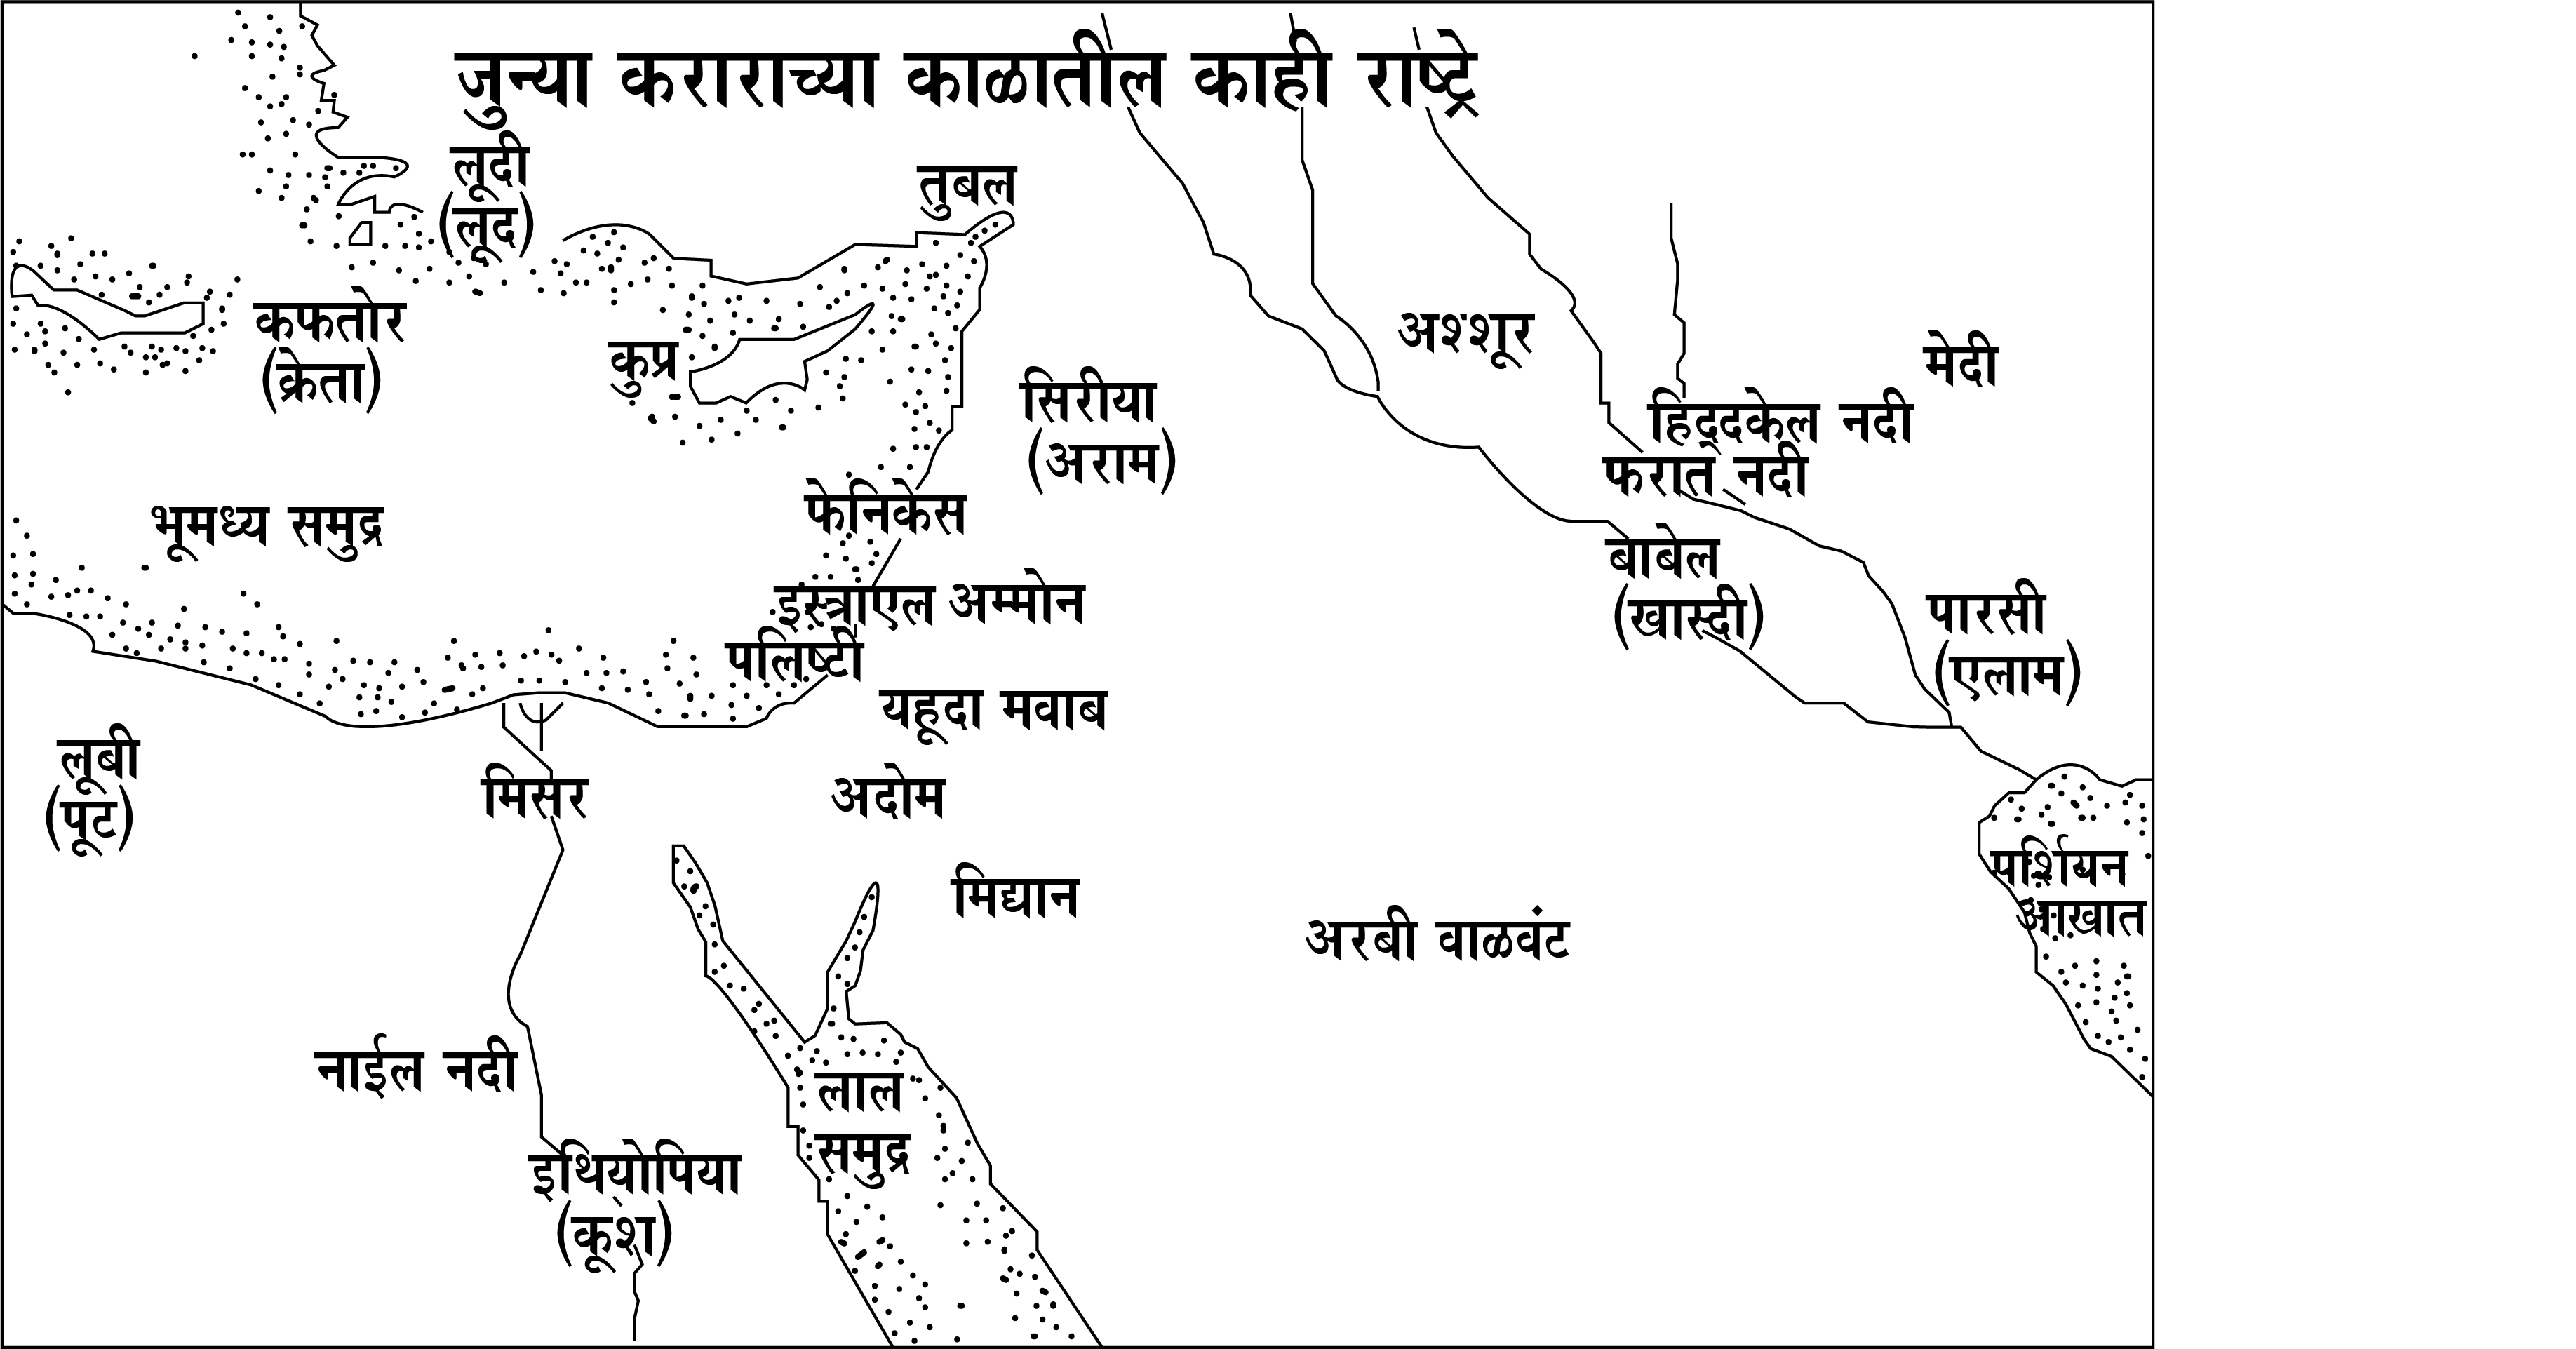 जुन्या कराराच्या काळातील काही राष्ट्रे
लूदी
(लूद)
तुबल
कफतोर
(क्रेता)
कुप्र
अश्शूर
मेदी
सिरीया
(अराम)
हिद्दकेल नदी
फरात नदी
भूमध्य समुद्र
फेनिकेस
बाबेल
(खास्दी)
इस्त्राएल अम्मोन
पारसी
(एलाम)
पलिष्टी
यहूदा मवाब
लूबी
(पूट)
मिसर
अदोम
मिद्यान
पर्शियन
आखात
अरबी वाळवंट
नाईल नदी
लाल
समुद्र
इथियोपिया
(कूश)